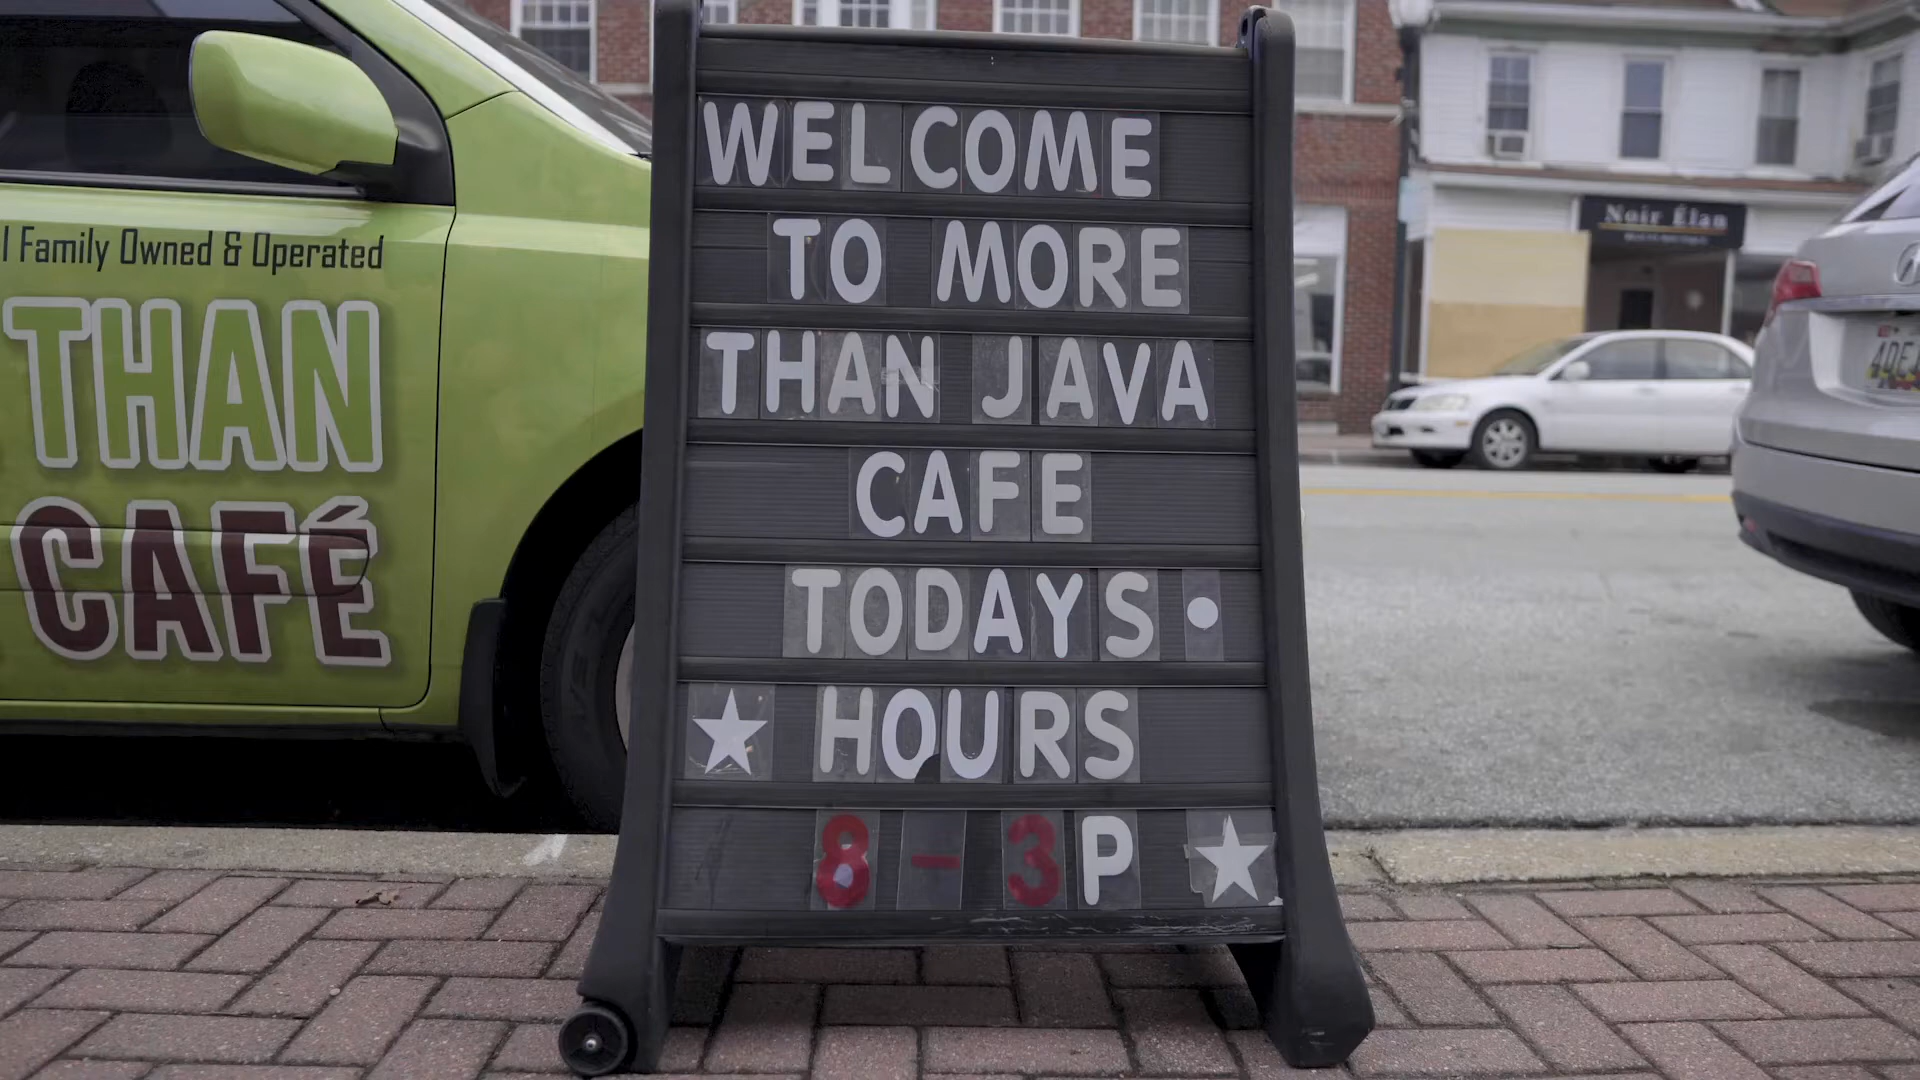 l Family Owned & Operated
THAN
CAFÉ
WELCOME
TO MORE
THAN JAVA
CAFE
TODAYS •
★ HOURS
8 - 3P ★
Noir Élan